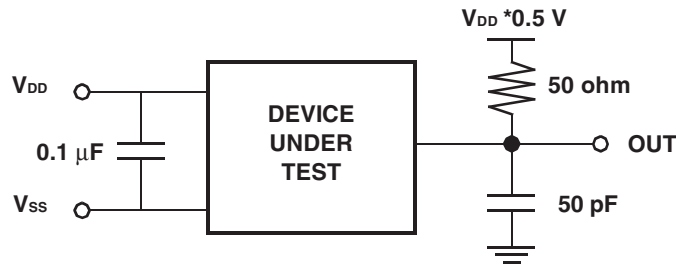 VDD *0.5 V
VDD
50 ohm
DEVICE
UNDER
TEST
0.1 μF
OUT
VSS
50 pF